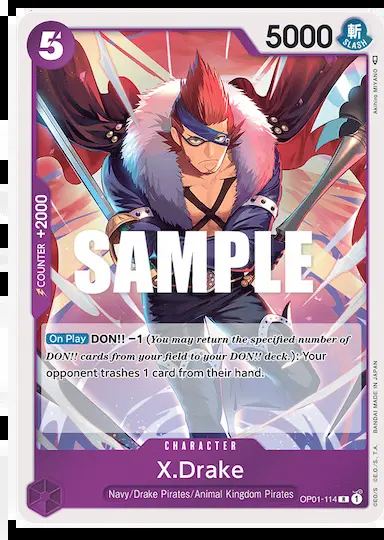 5
5000
斬
SLASH
Akihiro MIYANO
COUNTER +2000
SAMPLE
On Play DON!! −1 (You may return the specified number of
DON!! cards from your field to your DON!! deck.): Your
opponent trashes 1 card from their hand.
CHARACTER
X.Drake
Navy/Drake Pirates/Animal Kingdom Pirates
OP01-114 R 1
BANDAI MADE IN JAPAN